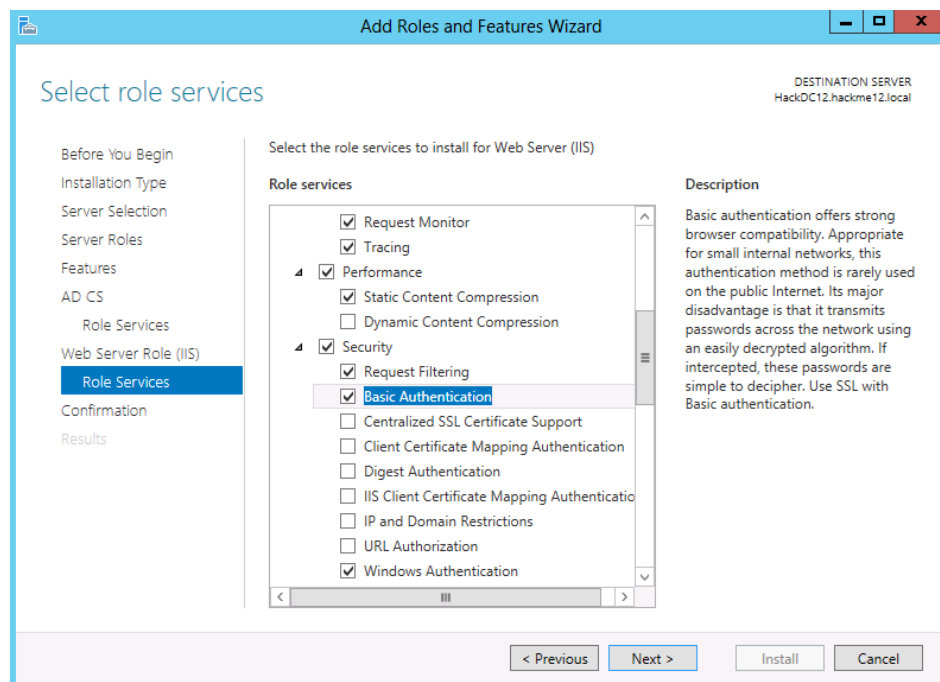 Add Roles and Features Wizard
Select role services
DESTINATION SERVER
HackDC12.hackme12.local
Before You Begin
Installation Type
Server Selection
Server Roles
Features
AD CS
Role Services
Web Server Role (IIS)
Role Services
Confirmation
Results
Select the role services to install for Web Server (IIS)
Role services
Request Monitor
Tracing
Performance
Static Content Compression
Dynamic Content Compression
Security
Request Filtering
Basic Authentication
Centralized SSL Certificate Support
Client Certificate Mapping Authentication
Digest Authentication
IIS Client Certificate Mapping Authenticatio
IP and Domain Restrictions
URL Authorization
Windows Authentication
Description
Basic authentication offers strong
browser compatibility. Appropriate
for small internal networks, this
authentication method is rarely used
on the public Internet. Its major
disadvantage is that it transmits
passwords across the network using
an easily decrypted algorithm. If
intercepted, these passwords are
simple to decipher. Use SSL with
Basic authentication.
< Previous
Next >
Install
Cancel